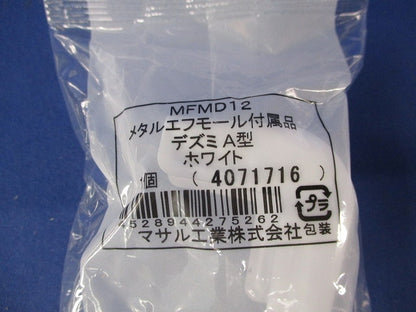 MFMD12
メタルエフモール付属品
デズミA型
ホワイト
個 (4071716)
4528944275262
プラ
マサル工業株式会社 包装